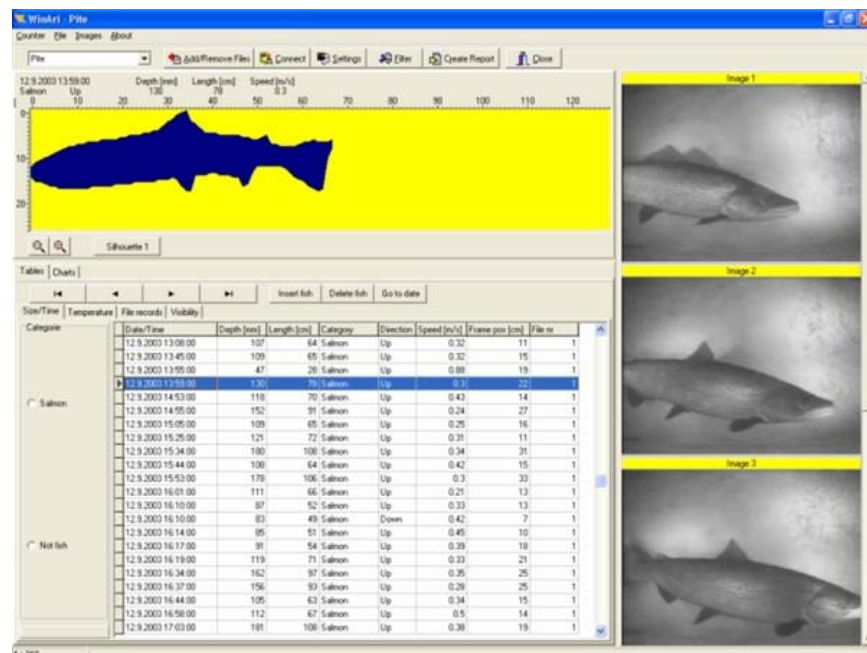 WinAri - Pite
Counter File Images About
Pite Add/Remove Files Connect Settings Filter Create Report Close
12.9.2003 13:59:00 Depth [mm] Length [cm] Speed [m/s]
Salmon Up 130 78 0.3
0 10 20 30 40 50 60 70 80 90 100 110 120
0
10
20
Silhouette 1
Image 1
Image 2
Image 3
Tables Charts
Insert fish Delete fish Go to date
Size/Time Temperature File records Visibility
Categorie Date/Time Depth [mm] Length [cm] Category Direction Speed [m/s] Frame pos [cm] File nr
12.9.2003 13:08:00 107 64 Salmon Up 0.32 11 1
12.9.2003 13:45:00 109 65 Salmon Up 0.32 15 1
12.9.2003 13:55:00 47 28 Salmon Up 0.88 19 1
12.9.2003 13:59:00 130 78 Salmon Up 0.3 22 1
12.9.2003 14:53:00 118 70 Salmon Up 0.43 14 1
Salmon
12.9.2003 14:55:00 152 91 Salmon Up 0.24 27 1
12.9.2003 15:05:00 109 65 Salmon Up 0.25 16 1
12.9.2003 15:25:00 121 72 Salmon Up 0.31 11 1
12.9.2003 15:34:00 180 108 Salmon Up 0.34 31 1
12.9.2003 15:44:00 108 64 Salmon Up 0.42 15 1
12.9.2003 15:53:00 178 106 Salmon Up 0.3 33 1
12.9.2003 16:01:00 111 66 Salmon Up 0.21 13 1
12.9.2003 16:10:00 87 52 Salmon Up 0.33 13 1
12.9.2003 16:10:00 83 49 Salmon Down 0.42 7 1
12.9.2003 16:14:00 85 51 Salmon Up 0.45 10 1
Not fish
12.9.2003 16:17:00 91 54 Salmon Up 0.39 18 1
12.9.2003 16:19:00 119 71 Salmon Up 0.33 21 1
12.9.2003 16:34:00 162 97 Salmon Up 0.35 25 1
12.9.2003 16:37:00 156 93 Salmon Up 0.28 25 1
12.9.2003 16:44:00 105 63 Salmon Up 0.34 15 1
12.9.2003 16:58:00 112 67 Salmon Up 0.5 14 1
12.9.2003 17:03:00 181 108 Salmon Up 0.38 19 1